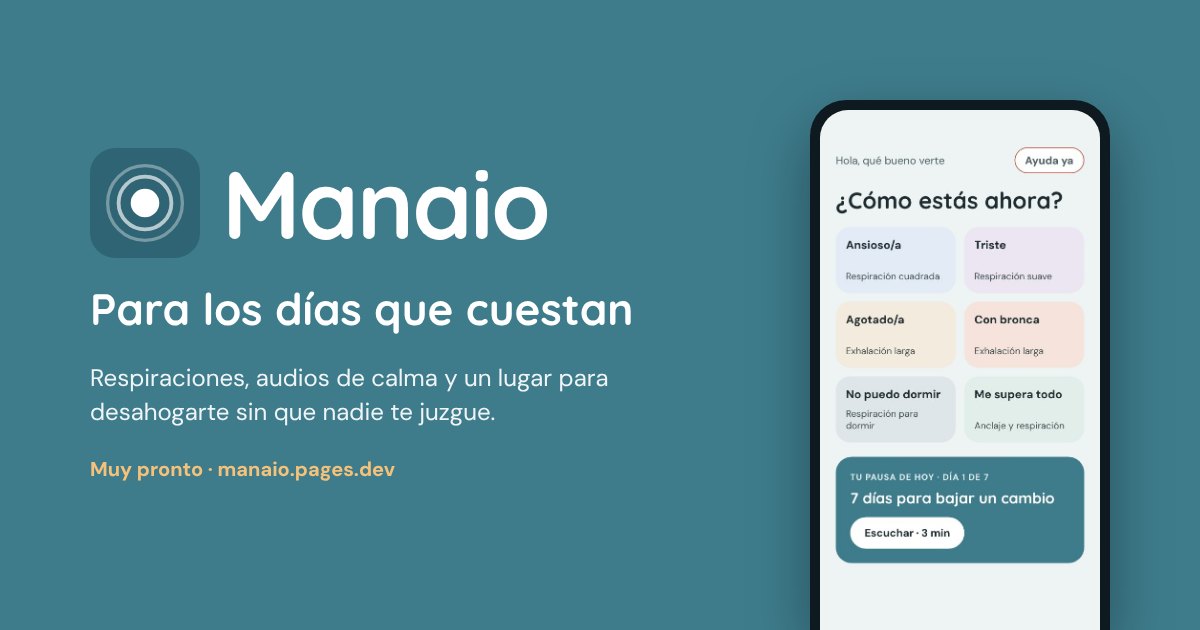 Manaio
Para los días que cuestan
Respiraciones, audios de calma y un lugar para
desahogarte sin que nadie te juzgue.
Muy pronto · manaio.pages.dev
Hola, qué bueno verte
Ayuda ya
¿Cómo estás ahora?
Ansioso/a
Respiración cuadrada
Triste
Respiración suave
Agotado/a
Exhalación larga
Con bronca
Exhalación larga
No puedo dormir
Respiración para
dormir
Me supera todo
Anclaje y respiración
TU PAUSA DE HOY · DÍA 1 DE 7
7 días para bajar un cambio
Escuchar · 3 min